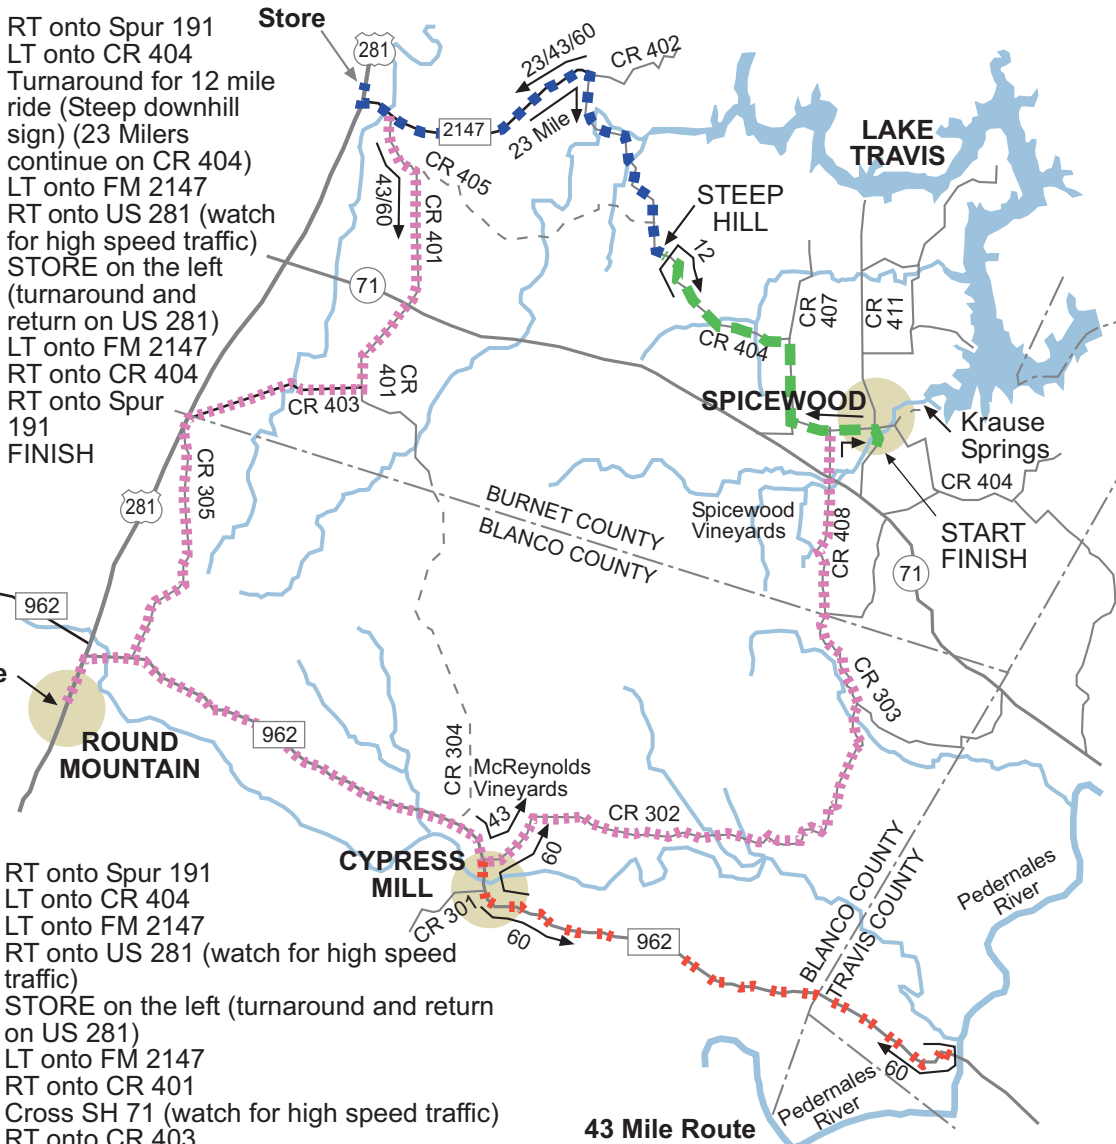 RT onto Spur 191
LT onto CR 404
Turnaround for 12 mile
ride (Steep downhill
sign) (23 Milers
continue on CR 404)
LT onto FM 2147
RT onto US 281 (watch
for high speed traffic)
STORE on the left
(turnaround and
return on US 281)
LT onto FM 2147
RT onto CR 404
RT onto Spur
191
FINISH
Store
281
23/43/60
CR 402
2147
23 Mile
CR 405
43/60
CR 401
LAKE
TRAVIS
STEEP
HILL
12
71
CR
407
CR
411
CR 404
CR
401
CR 403
SPICEWOOD
Krause
Springs
CR 404
CR 305
281
BURNET COUNTY
BLANCO COUNTY
Spicewood
Vineyards
CR 408
START
FINISH
71
962
e
ROUND
MOUNTAIN
962
CR 303
CR 304
McReynolds
Vineyards
43
CR 302
60
CYPRESS
MILL
CR 301
60
962
BLANCO COUNTY
TRAVIS COUNTY
Pedernales
River
60
Pedernales
River
RT onto Spur 191
LT onto CR 404
LT onto FM 2147
RT onto US 281 (watch for high speed
traffic)
STORE on the left (turnaround and return
on US 281)
LT onto FM 2147
RT onto CR 401
Cross SH 71 (watch for high speed traffic)
RT onto CR 403
43 Mile Route